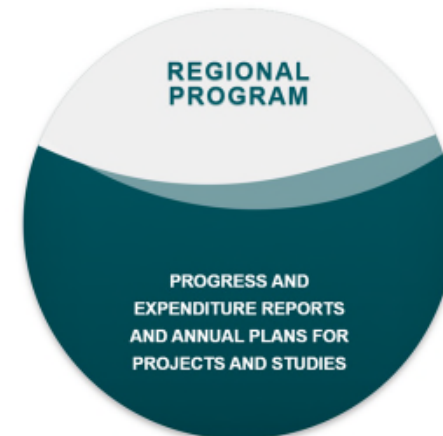 REGIONAL
PROGRAM
PROGRESS AND
EXPENDITURE REPORTS
AND ANNUAL PLANS FOR
PROJECTS AND STUDIES